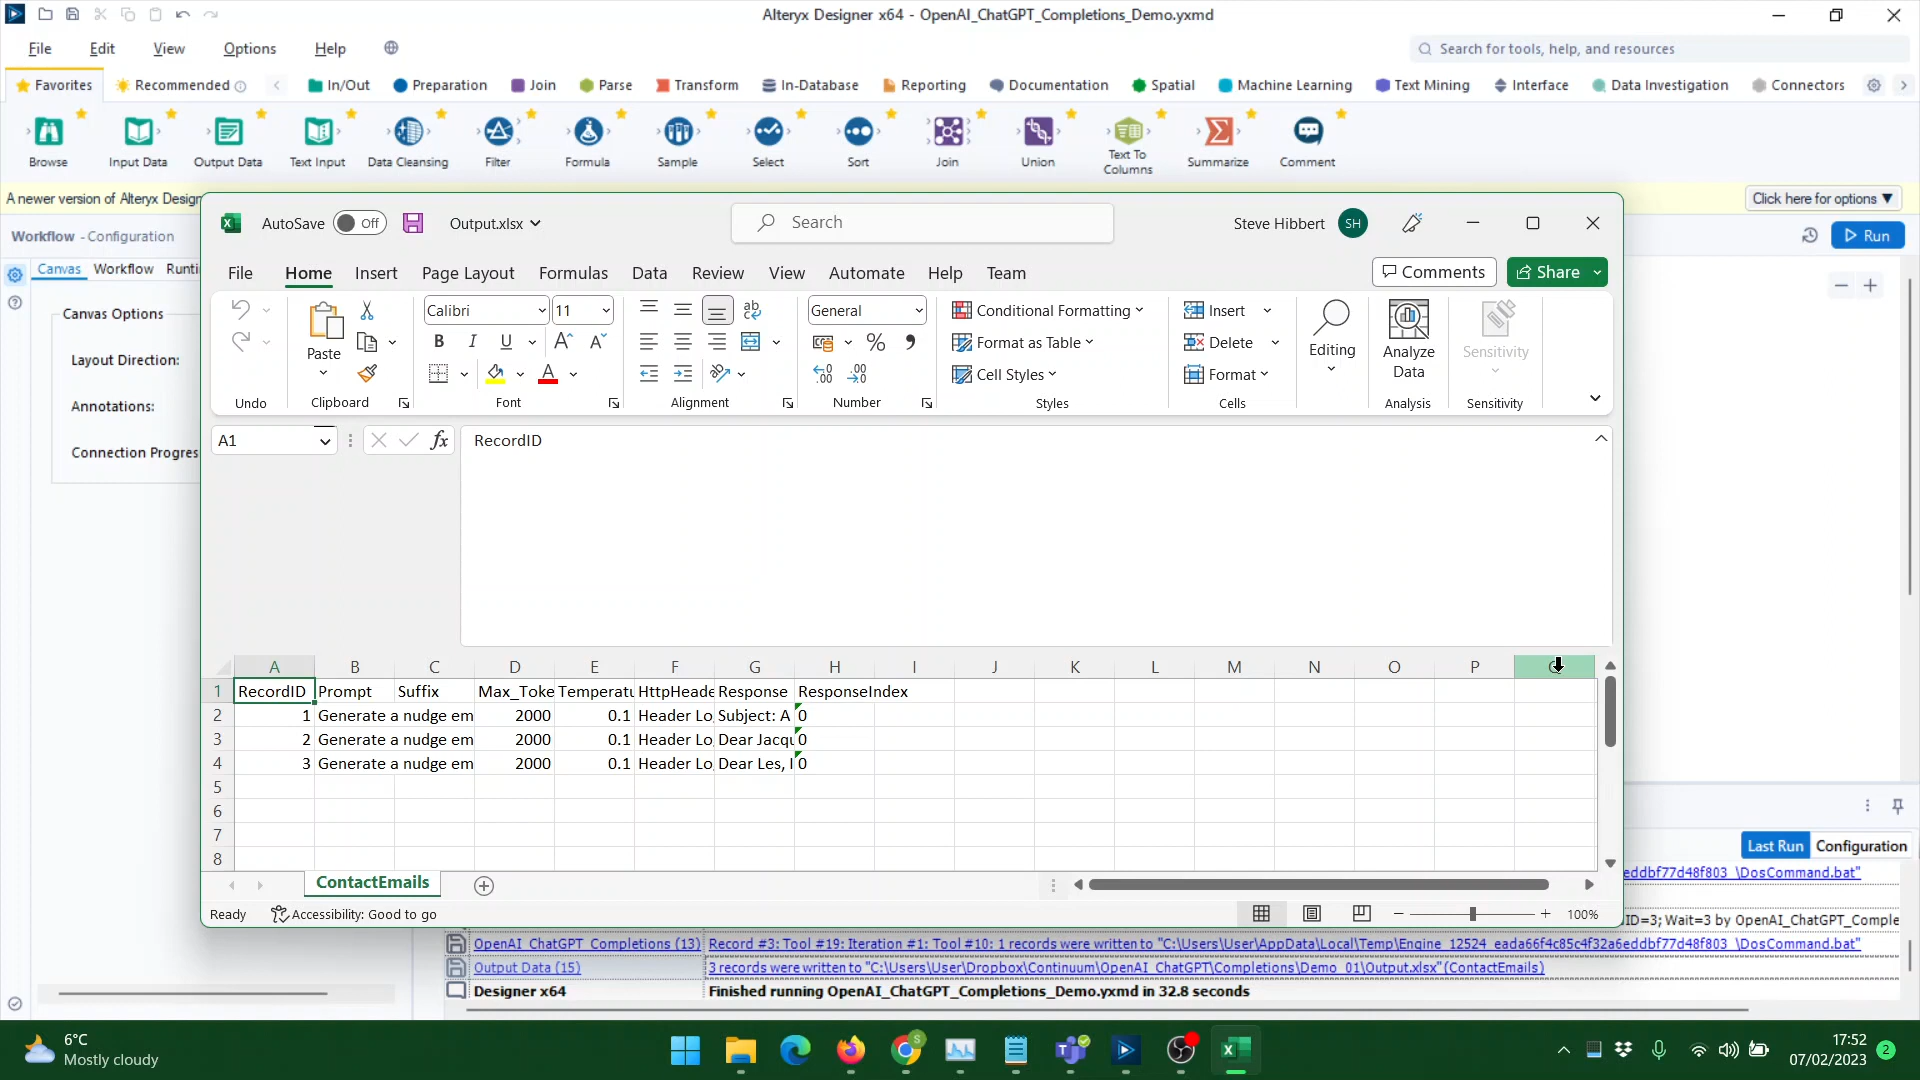 Alteryx Designer x64 - OpenAI_ChatGPT_Completions_Demo.yxmd
File Edit View Options Help
Search for tools, help, and resources
Favorites Recommended In/Out Preparation Join Parse Transform In-Database Reporting Documentation Spatial Machine Learning Text Mining Interface Data Investigation Connectors
Browse Input Data Output Data Text Input Data Cleansing Filter Formula Sample Select Sort Join Union Text To Columns Summarize Comment
A newer version of Alteryx Design
Click here for options
Workflow - Configuration
Run
Canvas Workflow Runti
Canvas Options
Layout Direction:
Annotations:
Connection Progres
AutoSave Off Output.xlsx Search Steve Hibbert SH
File Home Insert Page Layout Formulas Data Review View Automate Help Team Comments Share
Calibri 11 ab General Conditional Formatting Insert
Paste B I U A A % , Format as Table Delete Editing Analyze Data Sensitivity
A .00 .00 Cell Styles Format
Undo Clipboard Font Alignment Number Styles Cells Analysis Sensitivity
A1 fx RecordID
A B C D E F G H I J K L M N O P
1 RecordID Prompt Suffix Max_Toke Temperatu HttpHeade Response ResponseIndex
2 1 Generate a nudge em 2000 0.1 Header Lo Subject: A 0
3 2 Generate a nudge em 2000 0.1 Header Lo Dear Jacqu 0
4 3 Generate a nudge em 2000 0.1 Header Lo Dear Les, I 0
5
6
7
8
ContactEmails
Ready Accessibility: Good to go 100%
Last Run Configuration
eddbf77d48f803_\DosCommand.bat"
ID=3; Wait=3 by OpenAI_ChatGPT_Comple
OpenAI_ChatGPT_Completions (13) Record #3: Tool #19: Iteration #1: Tool #10: 1 records were written to "C:\Users\User\AppData\Local\Temp\Engine_12524_eada66f4c85c4f32a6eddbf77d48f803_\DosCommand.bat"
Output Data (15) 3 records were written to "C:\Users\User\Dropbox\Continuum\OpenAI_ChatGPT\Completions\Demo_01\Output.xlsx" (ContactEmails)
Designer x64 Finished running OpenAI_ChatGPT_Completions_Demo.yxmd in 32.8 seconds
6°C
Mostly cloudy
S
17:52
07/02/2023
2